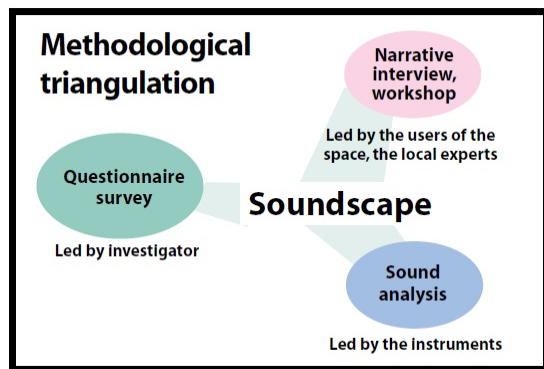 Methodological
triangulation
Narrative
interview,
workshop
Led by the users of the
space, the local experts
Questionnaire
survey
Led by investigator
Soundscape
Sound
analysis
Led by the instruments